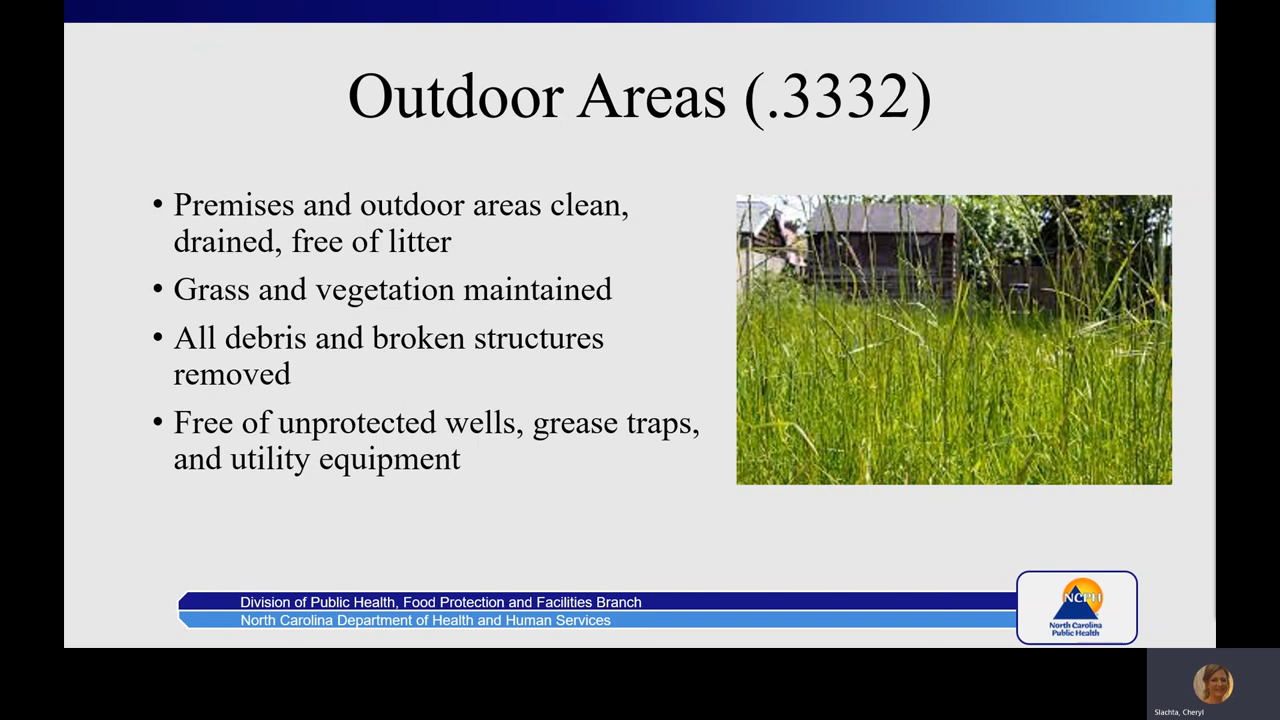 Outdoor Areas (.3332)
• Premises and outdoor areas clean,
drained, free of litter
• Grass and vegetation maintained
• All debris and broken structures
removed
• Free of unprotected wells, grease traps,
and utility equipment
Division of Public Health, Food Protection and Facilities Branch
North Carolina Department of Health and Human Services
NCPH
North Carolina
Public Health
Slachta, Cheryl